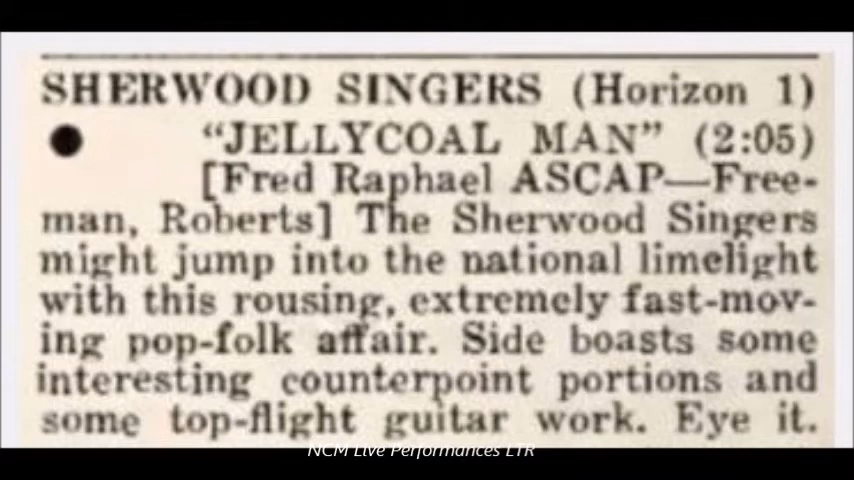 SHERWOOD SINGERS (Horizon 1)
“JELLYCOAL MAN” (2:05)
[Fred Raphael ASCAP—Free-
man, Roberts] The Sherwood Singers
might jump into the national limelight
with this rousing, extremely fast-mov-
ing pop-folk affair. Side boasts some
interesting counterpoint portions and
some top-flight guitar work. Eye it.
NCM Live Performances LTR